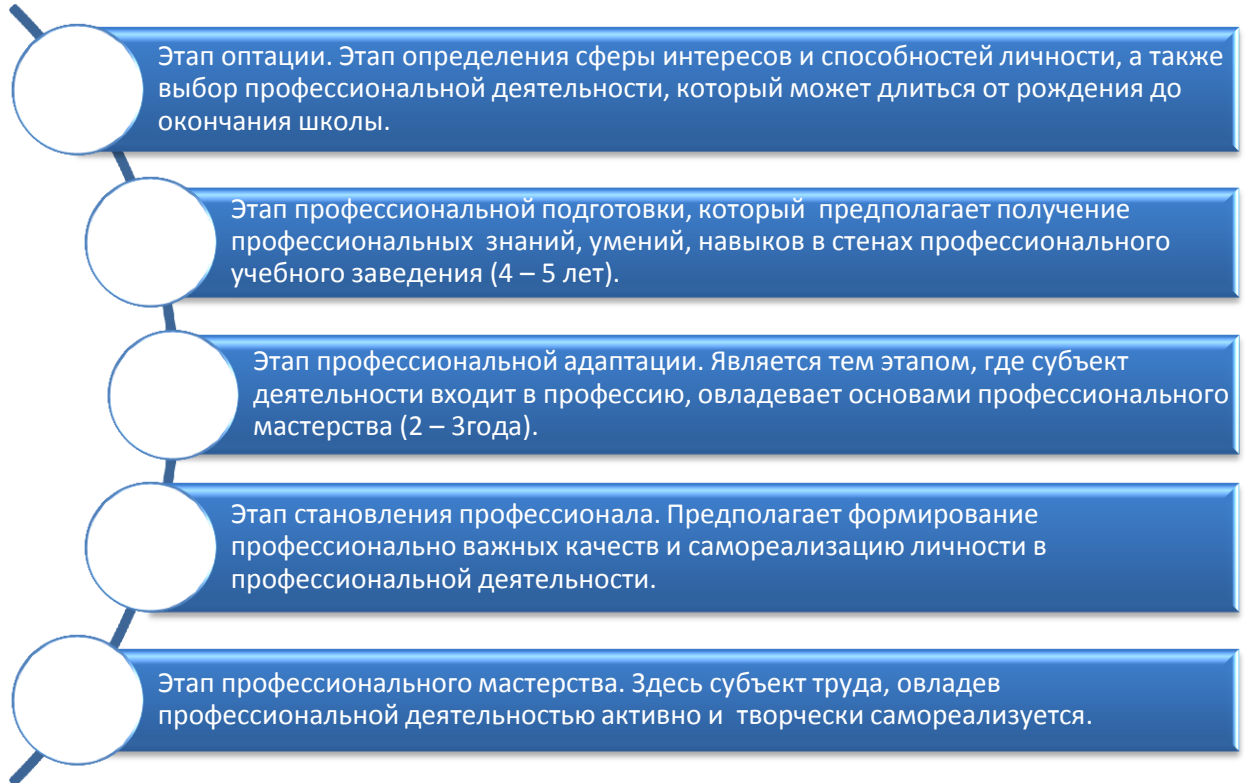 Этап оптации. Этап определения сферы интересов и способностей личности, а также
выбор профессиональной деятельности, который может длиться от рождения до
окончания школы.
Этап профессиональной подготовки, который  предполагает получение
профессиональных  знаний, умений, навыков в стенах профессионального
учебного заведения (4 – 5 лет).
Этап профессиональной адаптации. Является тем этапом, где субъект
деятельности входит в профессию, овладевает основами профессионального
мастерства (2 – 3года).
Этап становления профессионала. Предполагает формирование
профессионально важных качеств и самореализацию личности в
профессиональной деятельности.
Этап профессионального мастерства. Здесь субъект труда, овладев
профессиональной деятельностью активно и  творчески самореализуется.